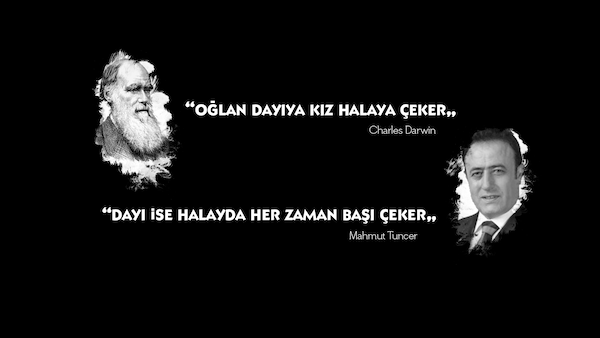 “OĞLAN DAYIYA KIZ HALAYA ÇEKER„
Charles Darwin
“DAYI İSE HALAYDA HER ZAMAN BAŞI ÇEKER„
Mahmut Tuncer